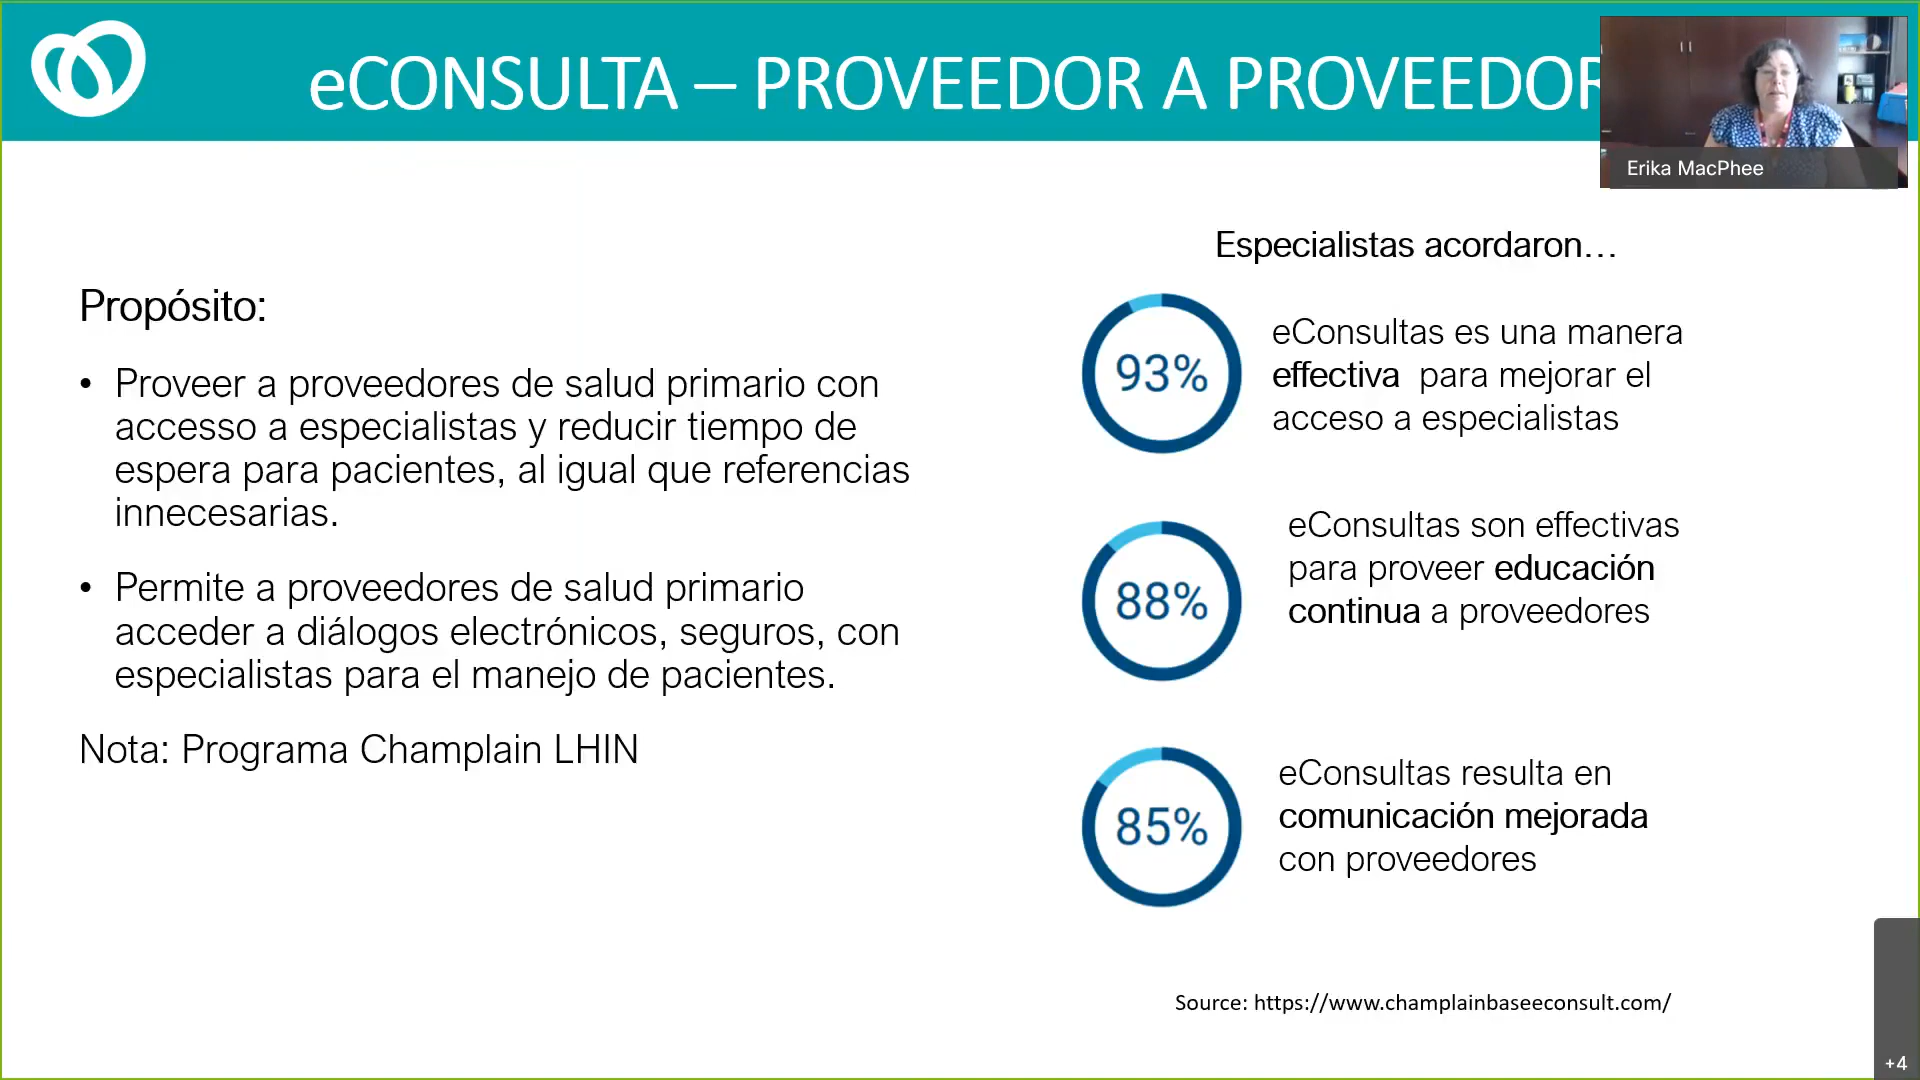 eCONSULTA – PROVEEDOR A PROVEEDOR
Erika MacPhee
Propósito:
• Proveer a proveedores de salud primario con
accesso a especialistas y reducir tiempo de
espera para pacientes, al igual que referencias
innecesarias.
• Permite a proveedores de salud primario
acceder a diálogos electrónicos, seguros, con
especialistas para el manejo de pacientes.
Nota: Programa Champlain LHIN
Especialistas acordaron...
93%
eConsultas es una manera
effectiva para mejorar el
acceso a especialistas
88%
eConsultas son effectivas
para proveer educación
continua a proveedores
85%
eConsultas resulta en
comunicación mejorada
con proveedores
Source: https://www.champlainbaseeconsult.com/
+4